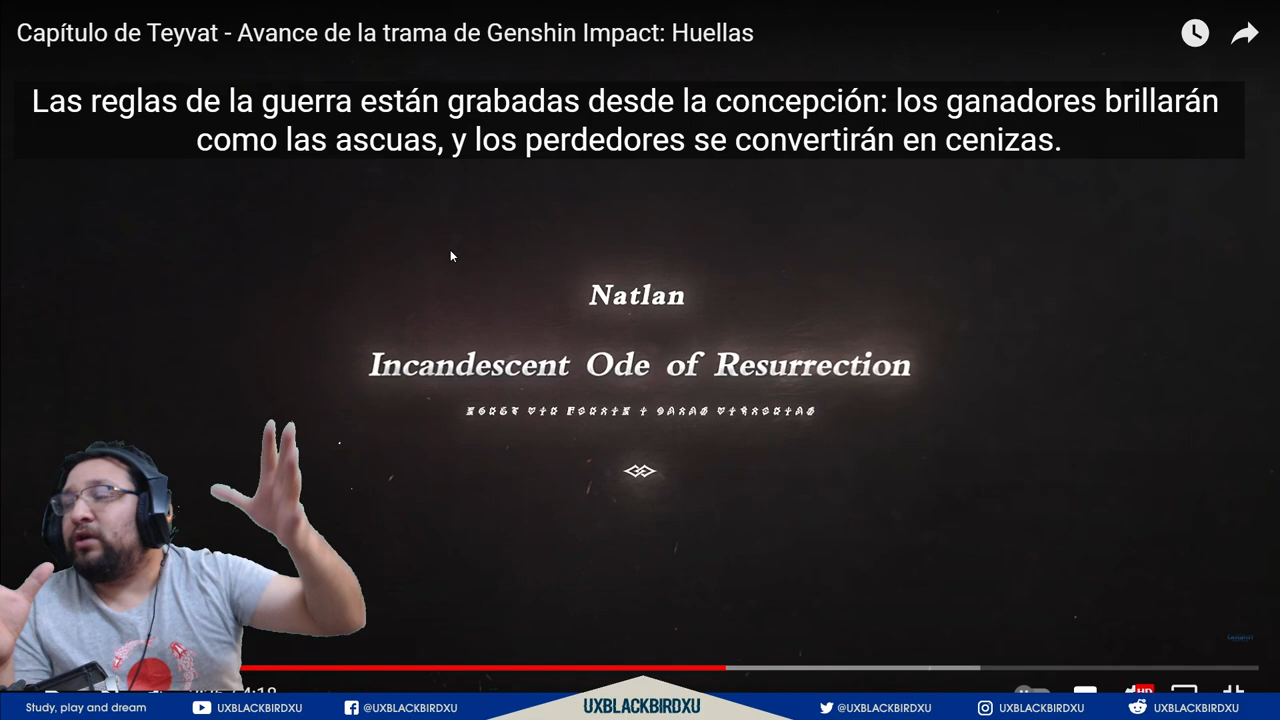 Capítulo de Teyvat - Avance de la trama de Genshin Impact: Huellas
Las reglas de la guerra están grabadas desde la concepción: los ganadores brillarán
como las ascuas, y los perdedores se convertirán en cenizas.
Natlan
Incandescent Ode of Resurrection
HD
Study, play and dream
UXBLACKBIRDXU
@UXBLACKBIRDXU
UXBLACKBIRDXU
@UXBLACKBIRDXU
UXBLACKBIRDXU
UXBLACKBIRDXU